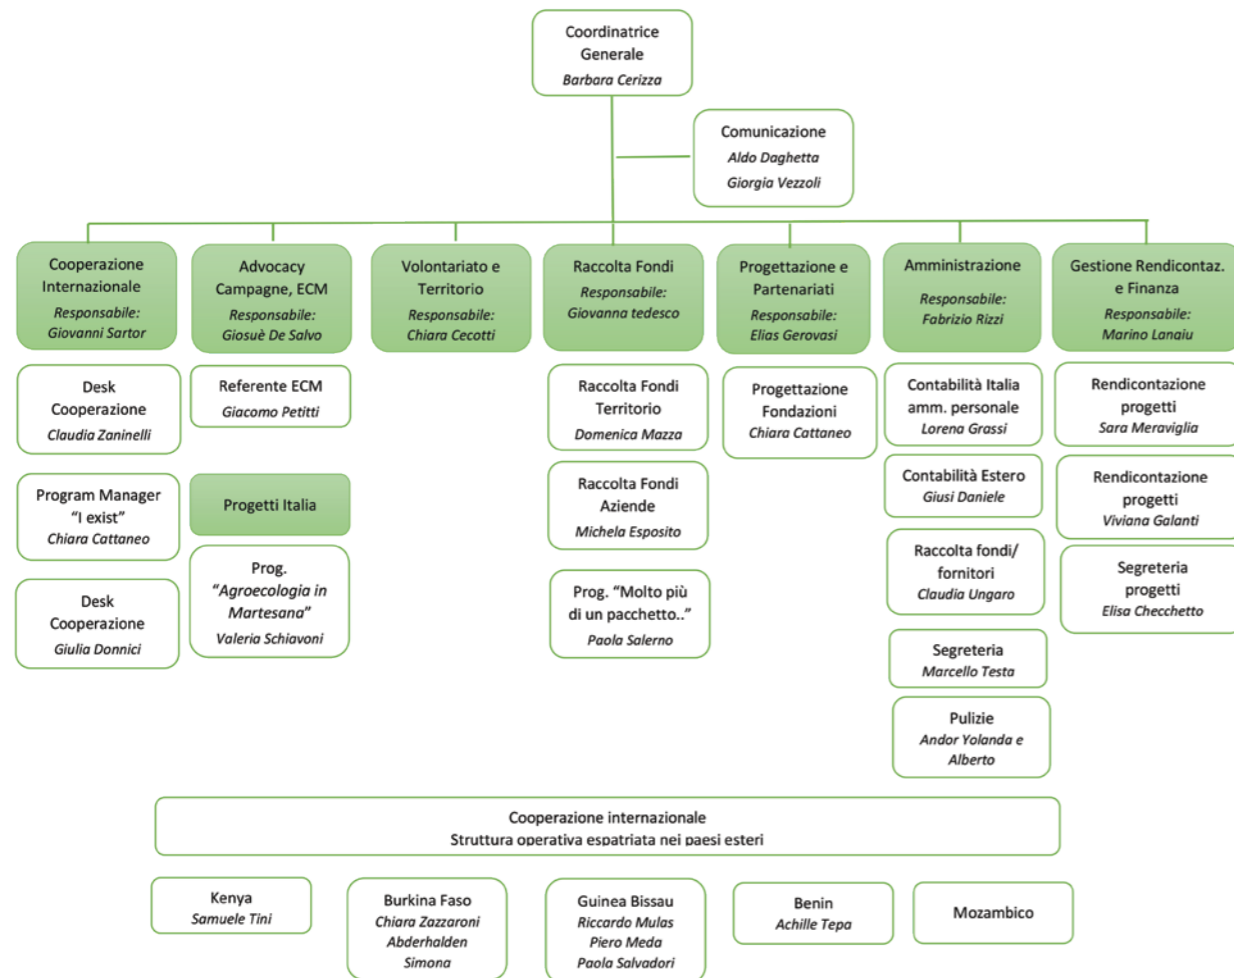 Coordinatrice
Generale
Barbara Cerizza
Comunicazione
Aldo Daghetta
Giorgia Vezzoli
Cooperazione
Internazionale
Responsabile:
Giovanni Sartor
Advocacy
Campagne, ECM
Responsabile:
Giosuè De Salvo
Volontariato e
Territorio
Responsabile:
Chiara Cecotti
Raccolta Fondi
Responsabile:
Giovanna tedesco
Progettazione e
Partenariati
Responsabile:
Elias Gerovasi
Amministrazione
Responsabile:
Fabrizio Rizzi
Gestione Rendicontaz.
e Finanza
Responsabile:
Marino Langiu
Desk
Cooperazione
Claudia Zaninelli
Program Manager
“I exist”
Chiara Cattaneo
Desk
Cooperazione
Giulia Donnici
Referente ECM
Giacomo Petitti
Progetti Italia
Prog.
“Agroecologia in
Martesana”
Valeria Schiavoni
Raccolta Fondi
Territorio
Domenica Mazza
Raccolta Fondi
Aziende
Michela Esposito
Prog. “Molto più
di un pacchetto..”
Paola Salerno
Progettazione
Fondazioni
Chiara Cattaneo
Contabilità Italia
amm. personale
Lorena Grassi
Contabilità Estero
Giusi Daniele
Raccolta fondi/
fornitori
Claudia Ungaro
Segreteria
Marcello Testa
Pulizie
Andor Yolanda e
Alberto
Rendicontazione
progetti
Sara Meraviglia
Rendicontazione
progetti
Viviana Galanti
Segreteria
progetti
Elisa Checchetto
Cooperazione internazionale
Struttura operativa espatriata nei paesi esteri
Kenya
Samuele Tini
Burkina Faso
Chiara Zazzaroni
Abderhalden
Simona
Guinea Bissau
Riccardo Mulas
Piero Meda
Paola Salvadori
Benin
Achille Tepa
Mozambico